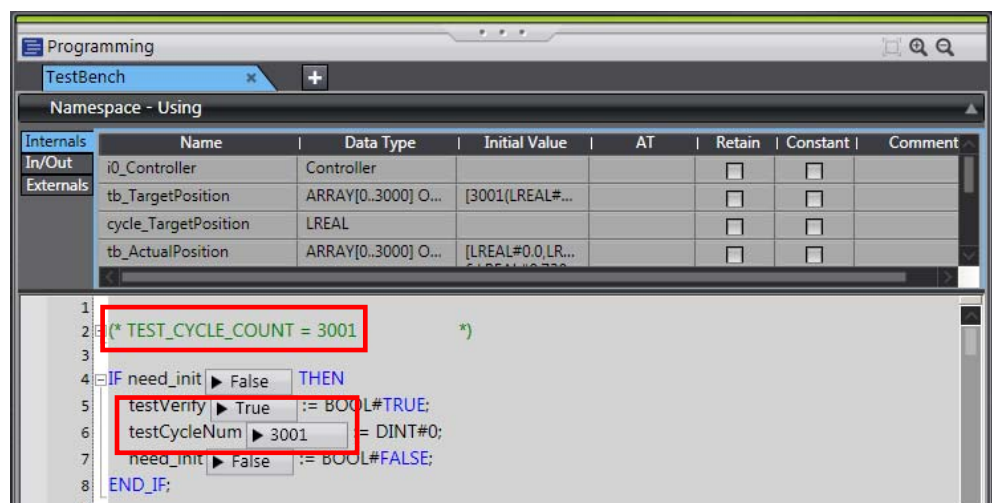 Programming
TestBench × +
Namespace - Using
Internals
In/Out
Externals
Name Data Type Initial Value AT Retain Constant Comment
i0_Controller Controller
tb_TargetPosition ARRAY[0..3000] O... [3001(LREAL#...
cycle_TargetPosition LREAL
tb_ActualPosition ARRAY[0..3000] O... [LREAL#0.0,LR...
1
2 (* TEST_CYCLE_COUNT = 3001 *)
3
4 IF need_init ▶ False THEN
5 testVerify ▶ True := BOOL#TRUE;
6 testCycleNum ▶ 3001 := DINT#0;
7 need_init ▶ False := BOOL#FALSE;
8 END_IF;